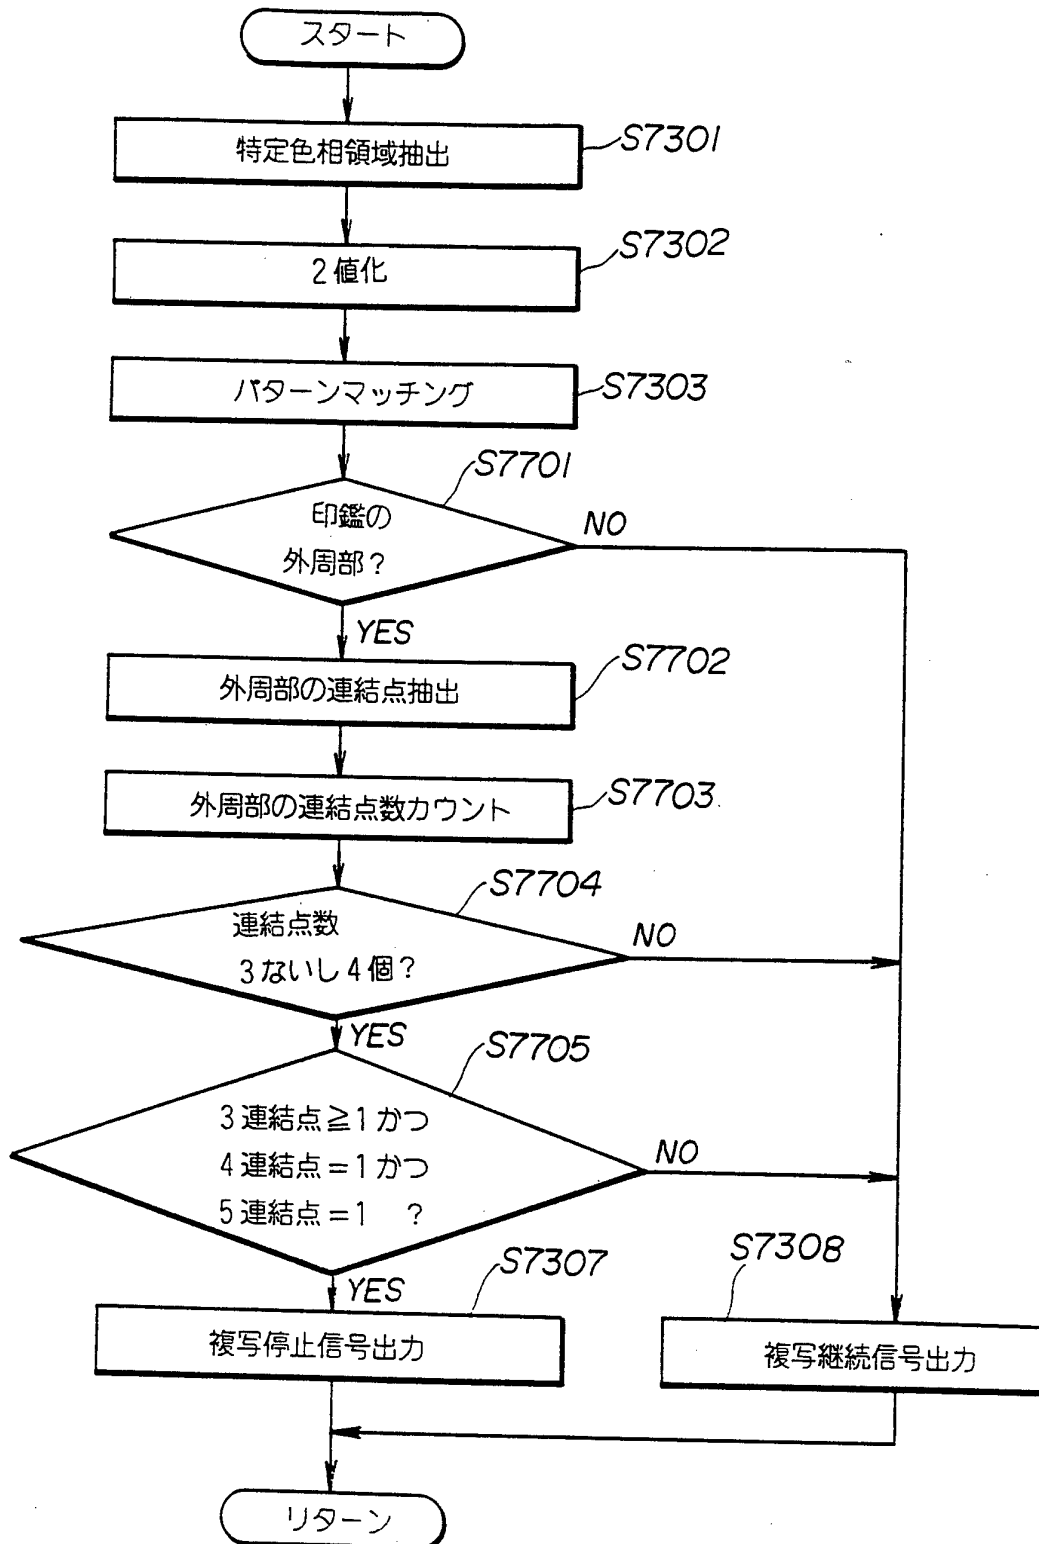 スタート
特定色相領域抽出
S7301
2値化
S7302
パターンマッチング
S7303
S7701
印鑑の
外周部?
NO
YES
外周部の連結点抽出
S7702
外周部の連結点数カウント
S7703
S7704
連結点数
3ないし4個?
NO
YES
S7705
3連結点≧1かつ
4連結点=1かつ
5連結点=1 ?
NO
YES
S7307
複写停止信号出力
S7308
複写継続信号出力
リターン